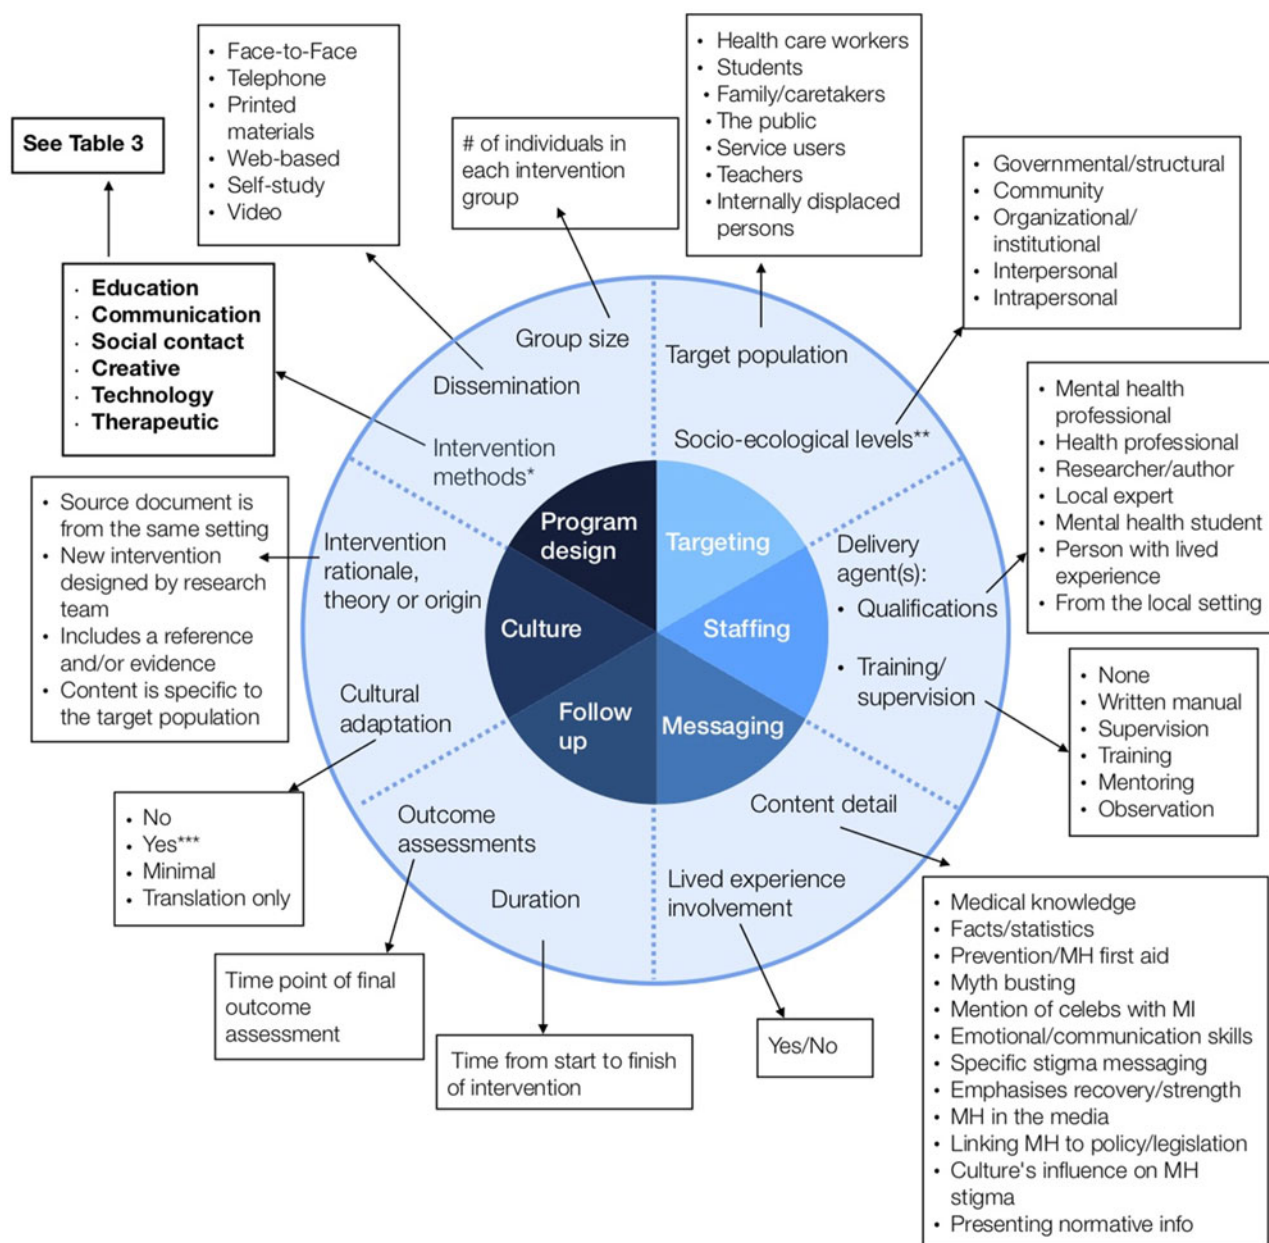 See Table 3
• Face-to-Face
• Telephone
• Printed
materials
• Web-based
• Self-study
• Video
# of individuals in
each intervention
group
• Health care workers
• Students
• Family/caretakers
• The public
• Service users
• Teachers
• Internally displaced
persons
• Governmental/structural
• Community
• Organizational/
institutional
• Interpersonal
• Intrapersonal
· Education
· Communication
· Social contact
· Creative
· Technology
· Therapeutic
Group size
Dissemination
Intervention
methods*
Target population
Socio-ecological levels**
• Mental health
professional
• Health professional
• Researcher/author
• Local expert
• Mental health student
• Person with lived
experience
• From the local setting
• Source document is
from the same setting
• New intervention
designed by research
team
• Includes a reference
and/or evidence
• Content is specific to
the target population
Intervention
rationale,
theory or origin
Cultural
adaptation
Program
design
Targeting
Culture
Staffing
Follow
up
Messaging
Delivery
agent(s):
• Qualifications
• Training/
supervision
• None
• Written manual
• Supervision
• Training
• Mentoring
• Observation
• No
• Yes***
• Minimal
• Translation only
Outcome
assessments
Duration
Content detail
Lived experience
involvement
Time point of final
outcome
assessment
Time from start to finish
of intervention
Yes/No
• Medical knowledge
• Facts/statistics
• Prevention/MH first aid
• Myth busting
• Mention of celebs with MI
• Emotional/communication skills
• Specific stigma messaging
• Emphasises recovery/strength
• MH in the media
• Linking MH to policy/legislation
• Culture's influence on MH
stigma
• Presenting normative info